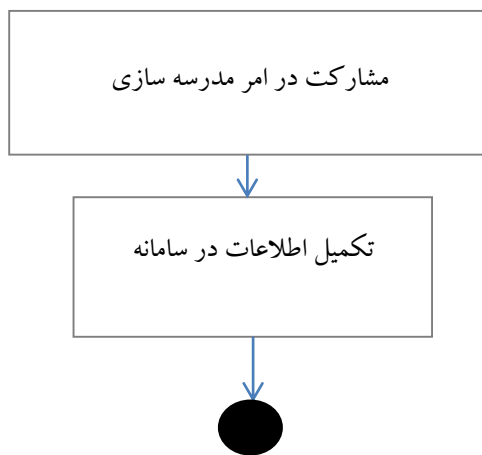 مشارکت در امر مدرسه سازی
تکمیل اطلاعات در سامانه